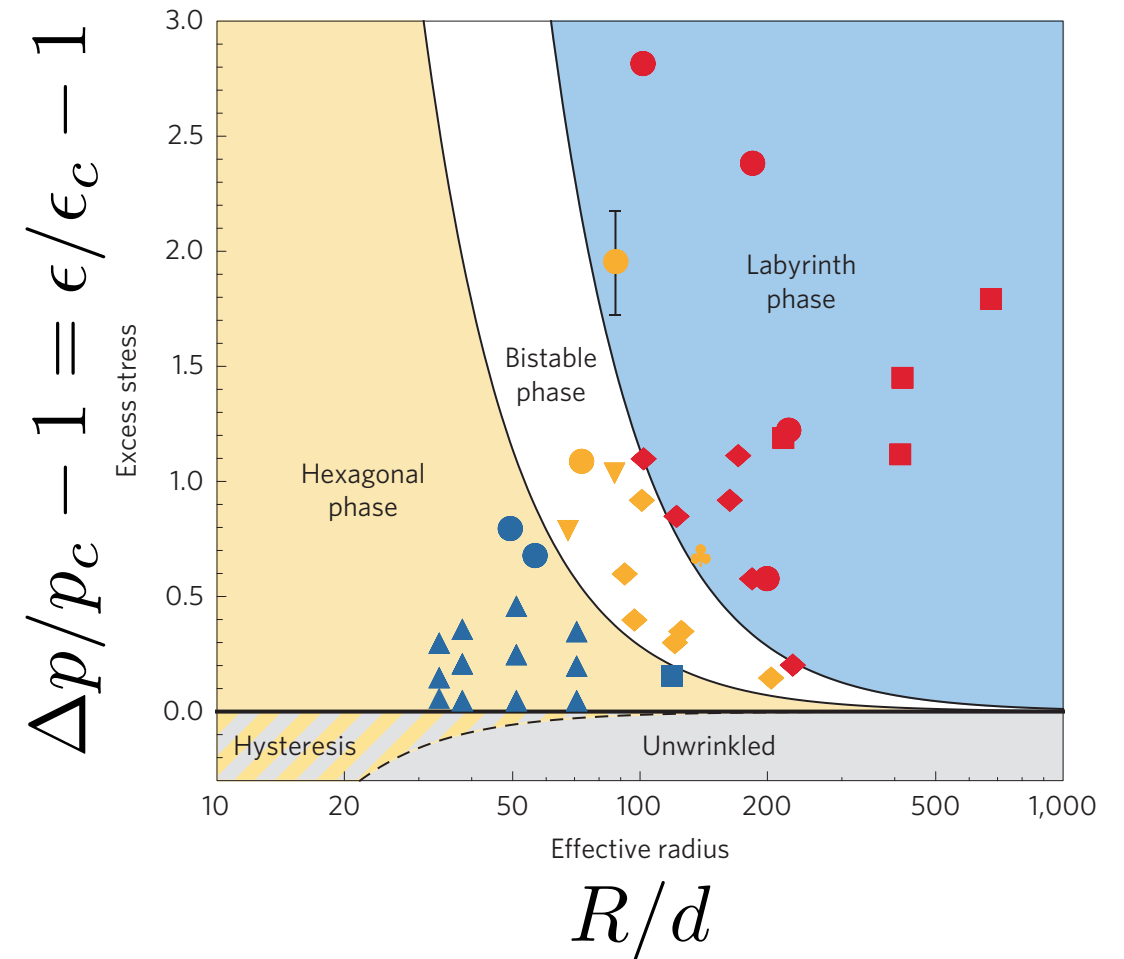 Δp/p_c − 1 = ϵ/ϵ_c − 1
Excess stress
3.0
2.5
2.0
1.5
1.0
0.5
0.0
Labyrinth
phase
Bistable
phase
Hexagonal
phase
Hysteresis
Unwrinkled
10
20
50
100
200
500
1,000
Effective radius
R/d